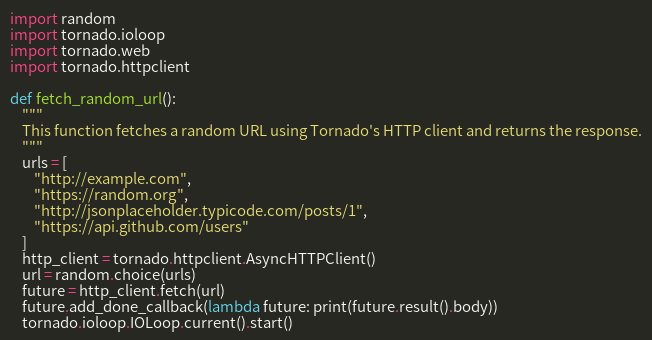 import random
import tornado.ioloop
import tornado.web
import tornado.httpclient

def fetch_random_url():
    """
    This function fetches a random URL using Tornado's HTTP client and returns the response.
    """
    urls = [
        "http://example.com",
        "https://random.org",
        "http://jsonplaceholder.typicode.com/posts/1",
        "https://api.github.com/users"
    ]
    http_client = tornado.httpclient.AsyncHTTPClient()
    url = random.choice(urls)
    future = http_client.fetch(url)
    future.add_done_callback(lambda future: print(future.result().body))
    tornado.ioloop.IOLoop.current().start()